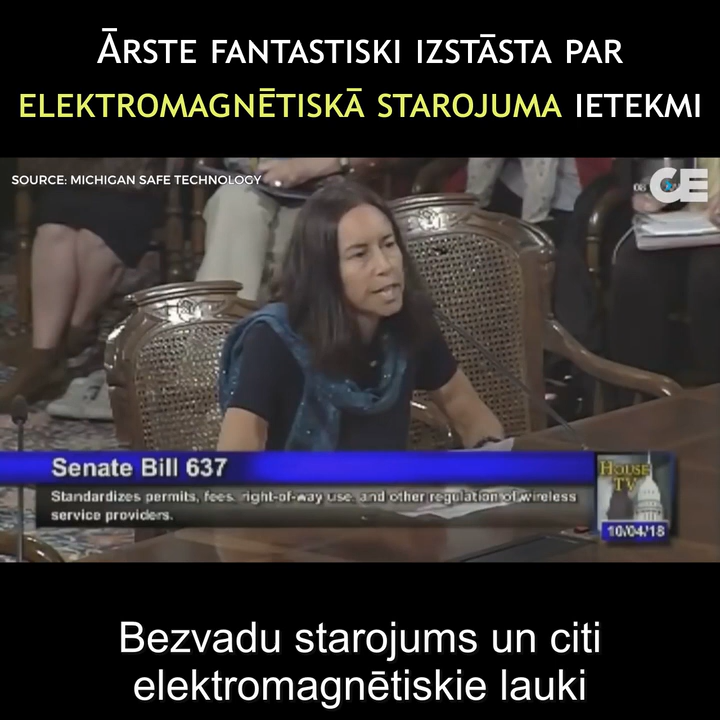 ĀRSTE FANTASTISKI IZSTĀSTA PAR
ELEKTROMAGNĒTISKĀ STAROJUMA IETEKMI
SOURCE: MICHIGAN SAFE TECHNOLOGY
CE
Senate Bill 637
Standardizes permits, fees, right-of-way use, and other regulation of wireless
service providers.
HOUSE
TV
10/04/18
Bezvadu starojums un citi
elektromagnētiskie lauki